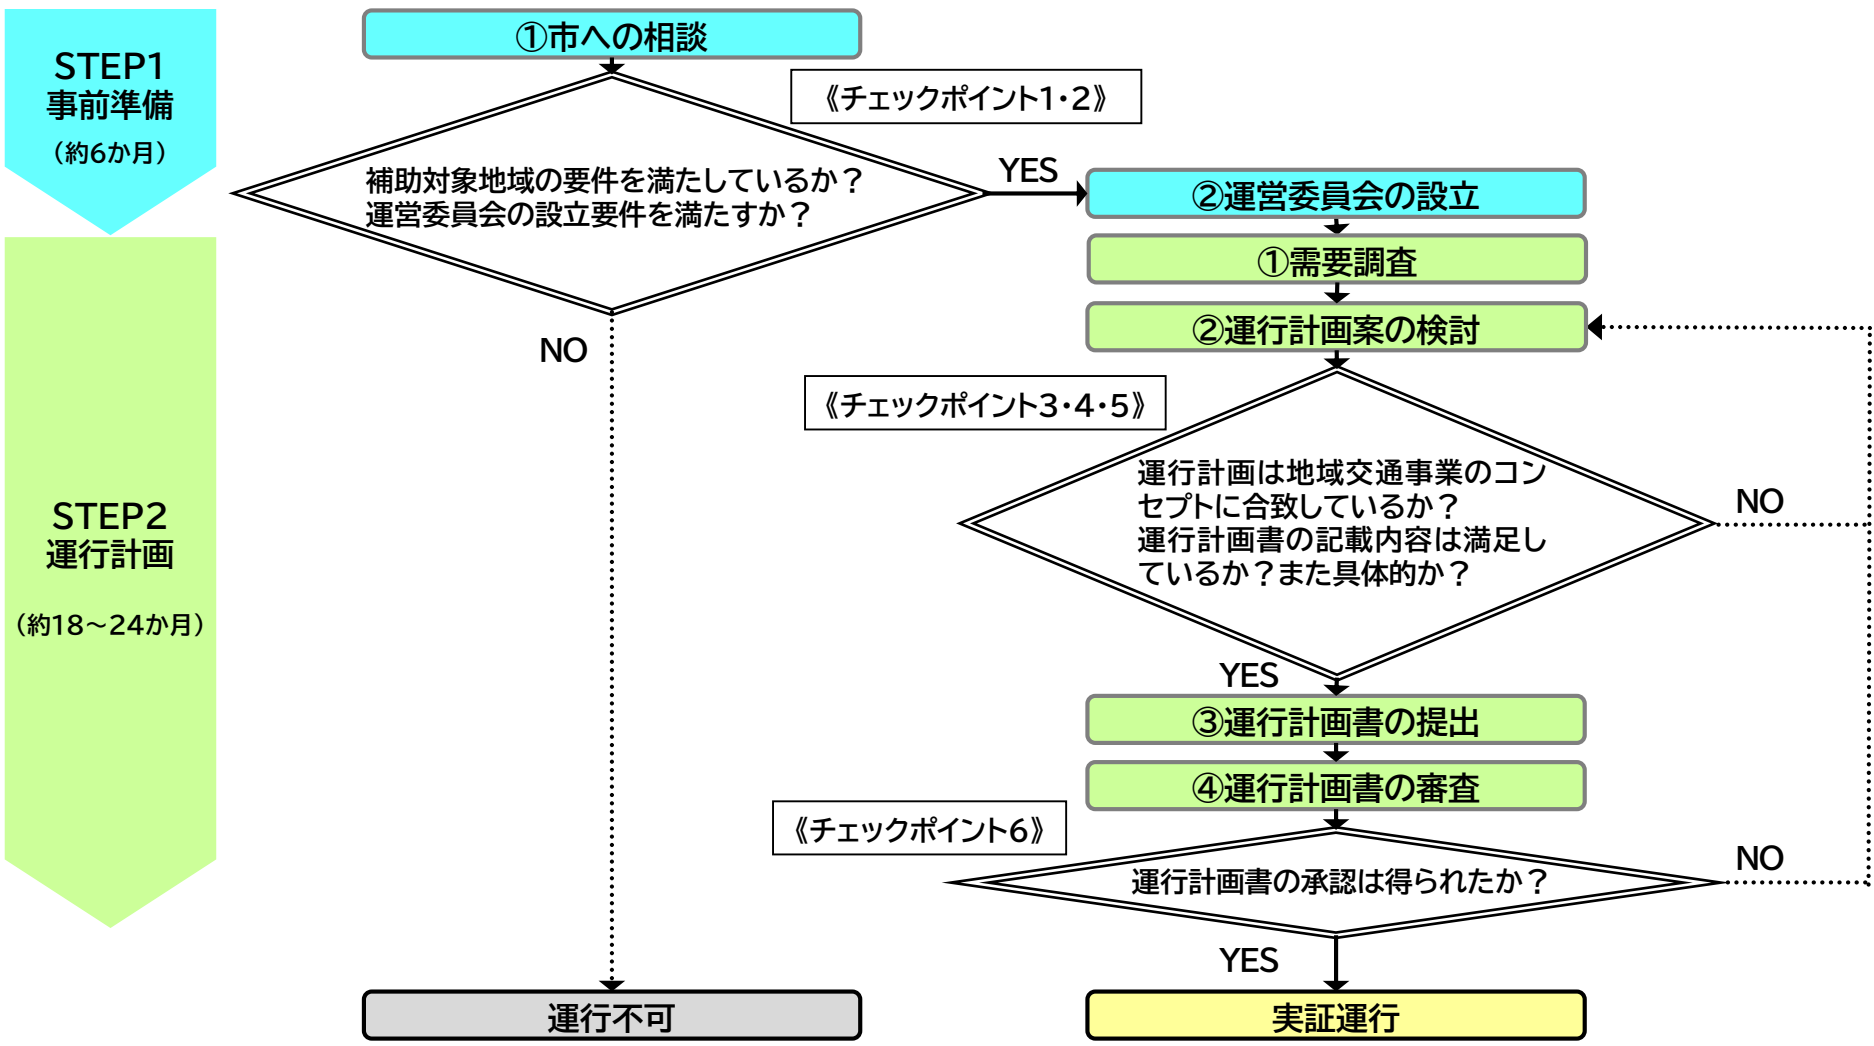 STEP1
事前準備
（約6か月）
①市への相談
《チェックポイント1・2》
補助対象地域の要件を満たしているか？
運営委員会の設立要件を満たすか？
YES
NO
②運営委員会の設立
STEP2
運行計画
（約18～24か月）
①需要調査
②運行計画案の検討
《チェックポイント3・4・5》
運行計画は地域交通事業のコン
セプトに合致しているか？
運行計画書の記載内容は満足し
ているか？また具体的か？
NO
YES
③運行計画書の提出
④運行計画書の審査
《チェックポイント6》
運行計画書の承認は得られたか？
NO
YES
運行不可
実証運行